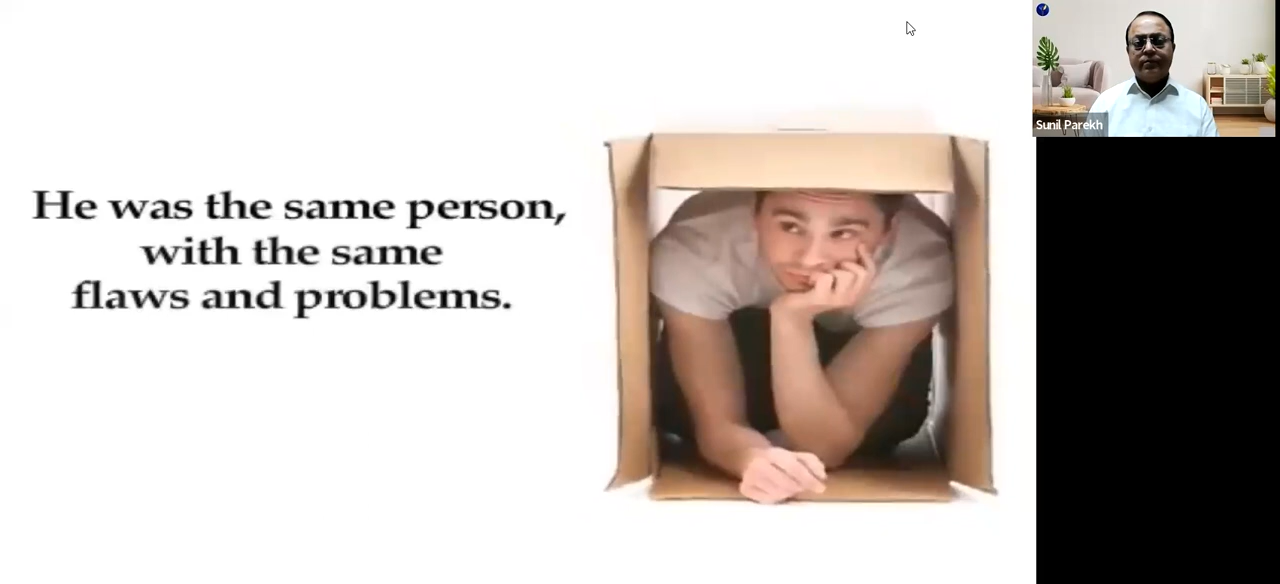 He was the same person,
with the same
flaws and problems.
Sunil Parekh